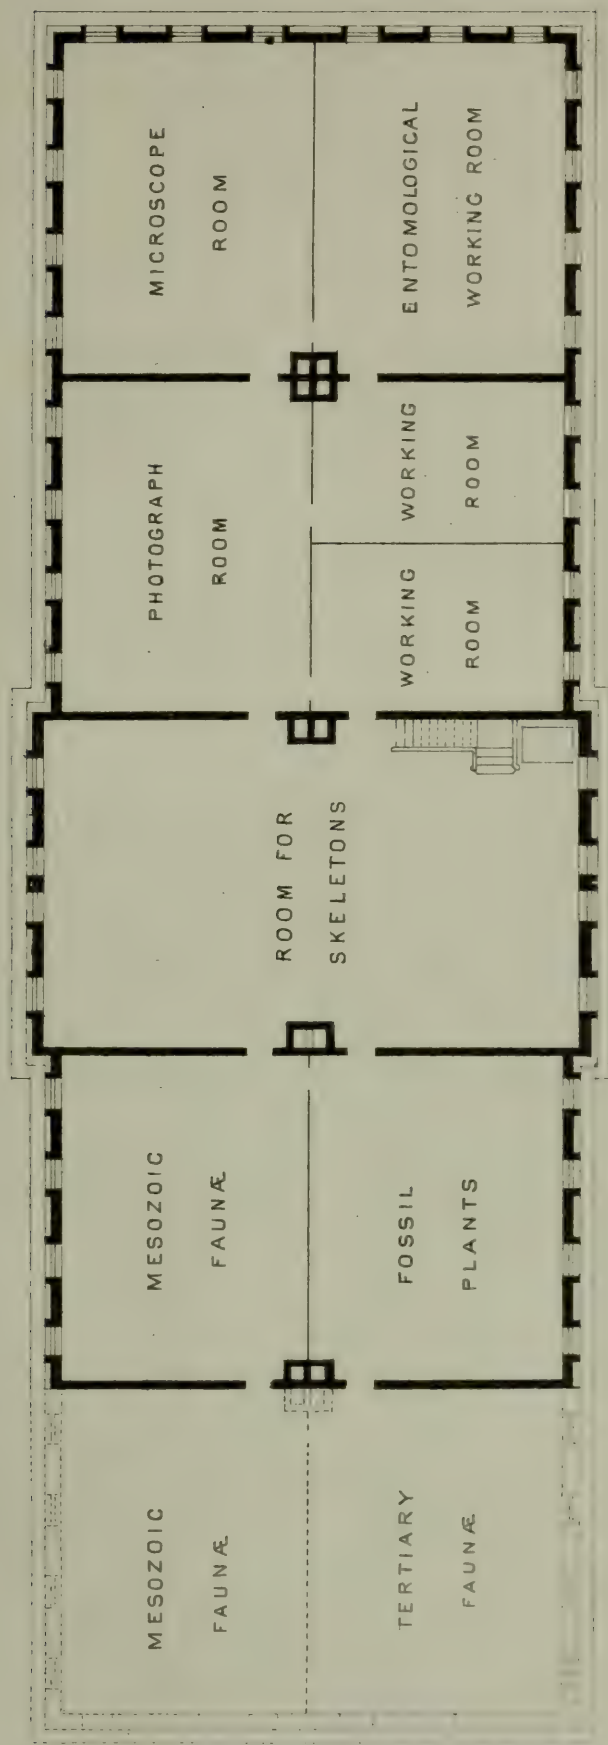 MICROSCOPE
ROOM
ENTOMOLOGICAL
WORKING ROOM
PHOTOGRAPH
ROOM
WORKING
ROOM
WORKING
ROOM
ROOM FOR
SKELETONS
MESOZOIC
FAUNÆ
FOSSIL
PLANTS
MESOZOIC
FAUNÆ
TERTIARY
FAUNÆ